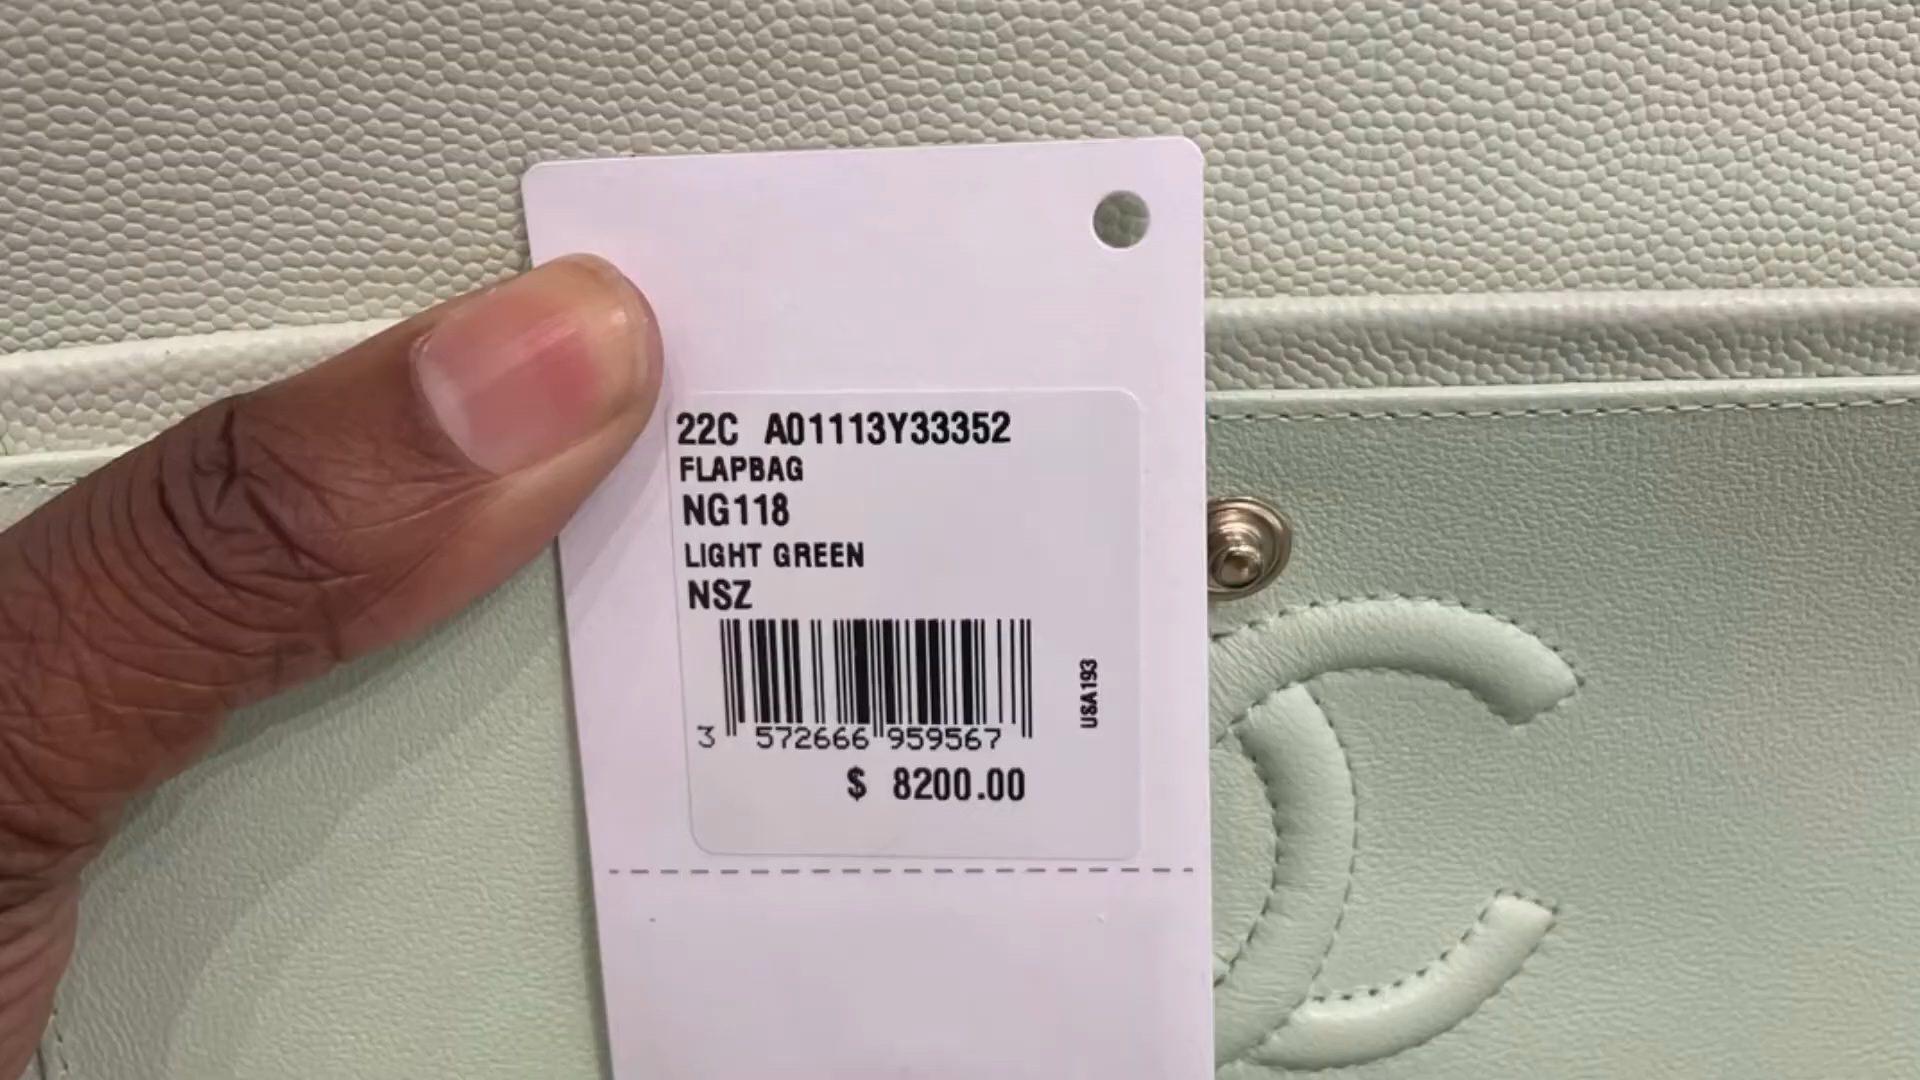 22C A01113Y33352
FLAPBAG
NG118
LIGHT GREEN
NSZ
3 572666 959567
USA193
$ 8200.00